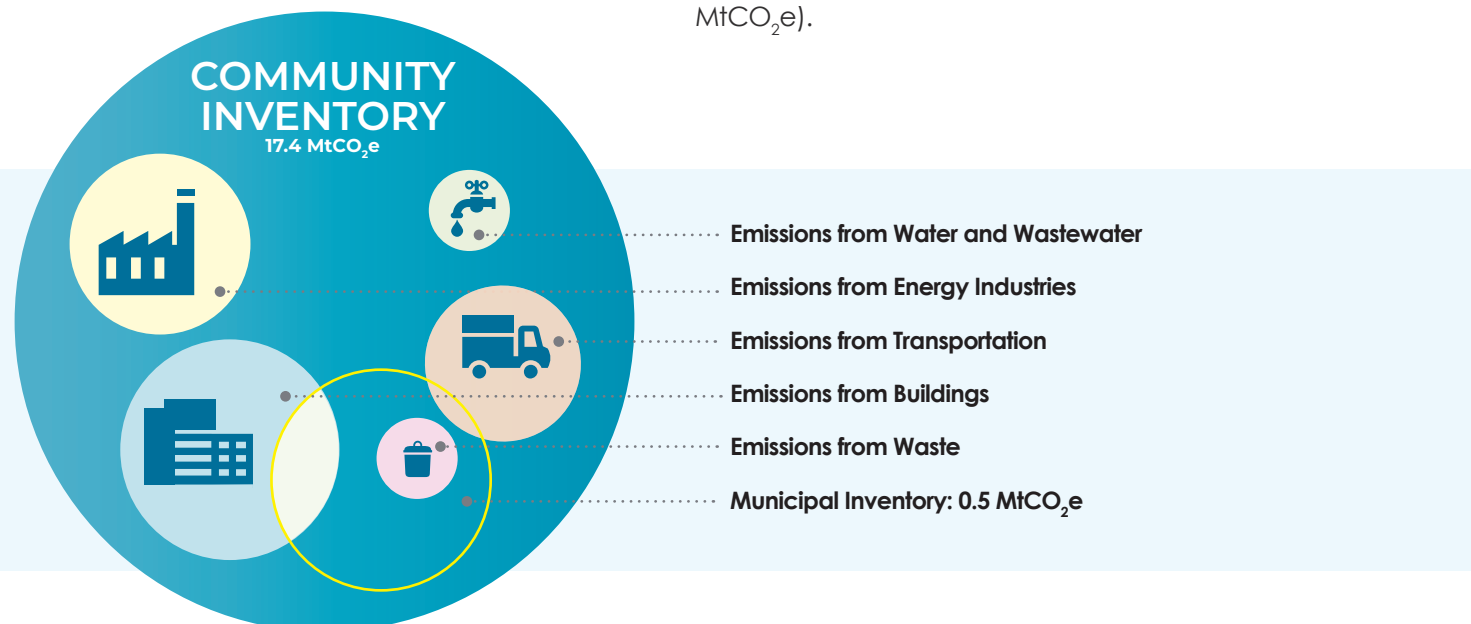 MtCO₂e).
COMMUNITY
INVENTORY
17.4 MtCO₂e
Emissions from Water and Wastewater
Emissions from Energy Industries
Emissions from Transportation
Emissions from Buildings
Emissions from Waste
Municipal Inventory: 0.5 MtCO₂e